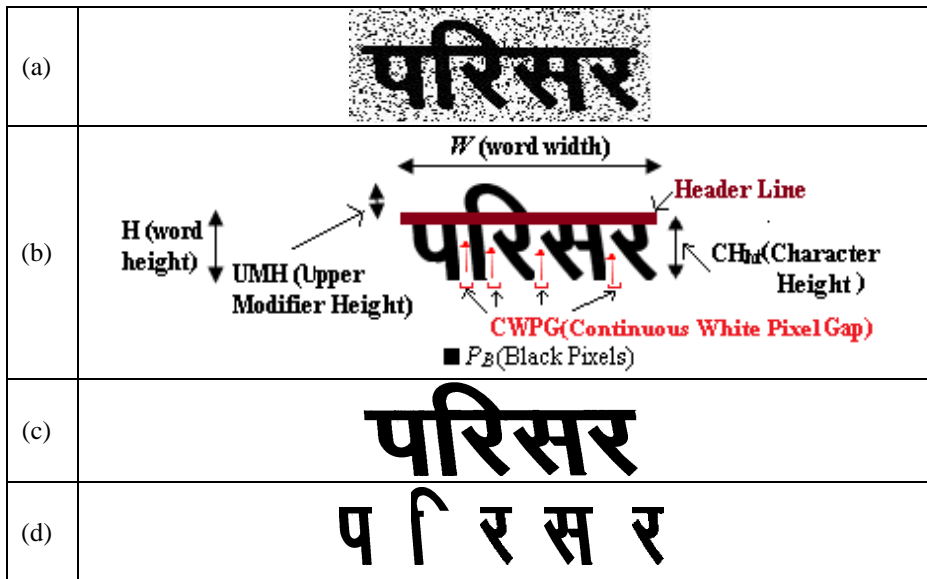 (a)
परिसर
(b)
W (word width)
Header Line
H (word height)
UMH (Upper Modifier Height)
परिसर
CHht(Character Height)
CWPG(Continuous White Pixel Gap)
■ PB(Black Pixels)
(c)
परिसर
(d)
प ि र स र